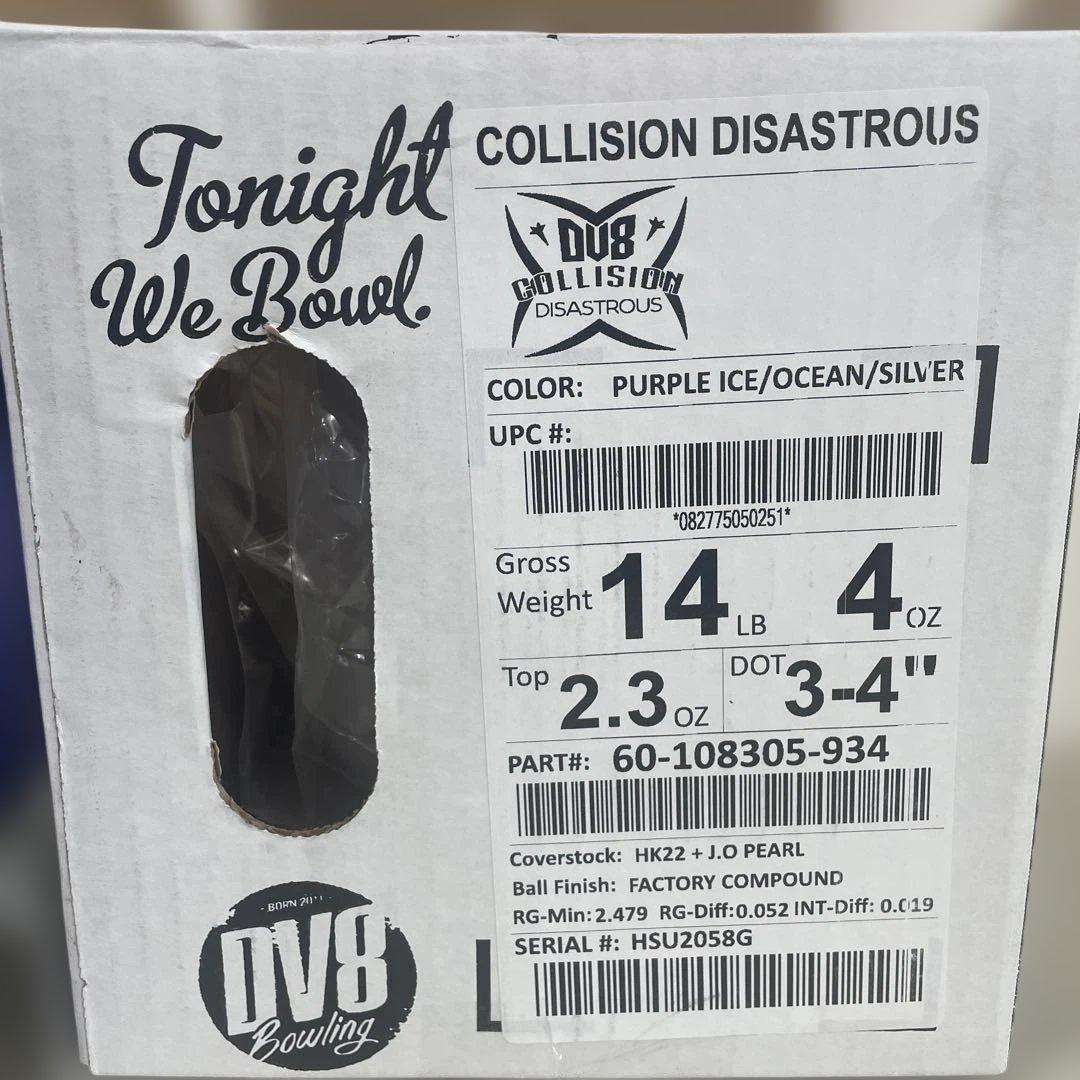 Tonight
We Bowl.
COLLISION DISASTROUS
DV8
COLLISION
DISASTROUS
COLOR: PURPLE ICE/OCEAN/SILVER
UPC #:
*082775050251*
Gross
Weight 14 LB 4 OZ
Top 2.3 OZ DOT 3-4"
PART#: 60-108305-934
Coverstock: HK22 + J.O PEARL
Ball Finish: FACTORY COMPOUND
RG-Min: 2.479 RG-Diff:0.052 INT-Diff: 0.019
SERIAL #: HSU2058G
- BORN
DV8
Bowling